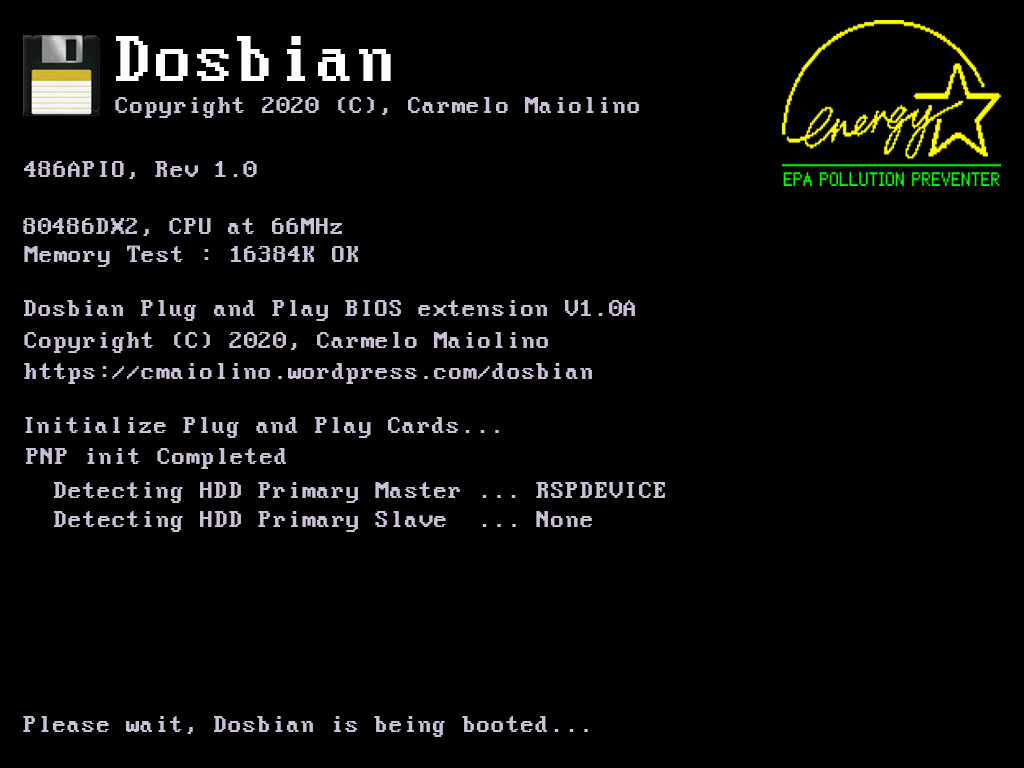 Dosbian
Copyright 2020 (C), Carmelo Maiolino
energy
EPA POLLUTION PREVENTER
486APIO, Rev 1.0
80486DX2, CPU at 66MHz
Memory Test : 16384K OK
Dosbian Plug and Play BIOS extension V1.0A
Copyright (C) 2020, Carmelo Maiolino
https://cmaiolino.wordpress.com/dosbian
Initialize Plug and Play Cards...
PNP init Completed
Detecting HDD Primary Master ... RSPDEVICE
Detecting HDD Primary Slave ... None
Please wait, Dosbian is being booted...